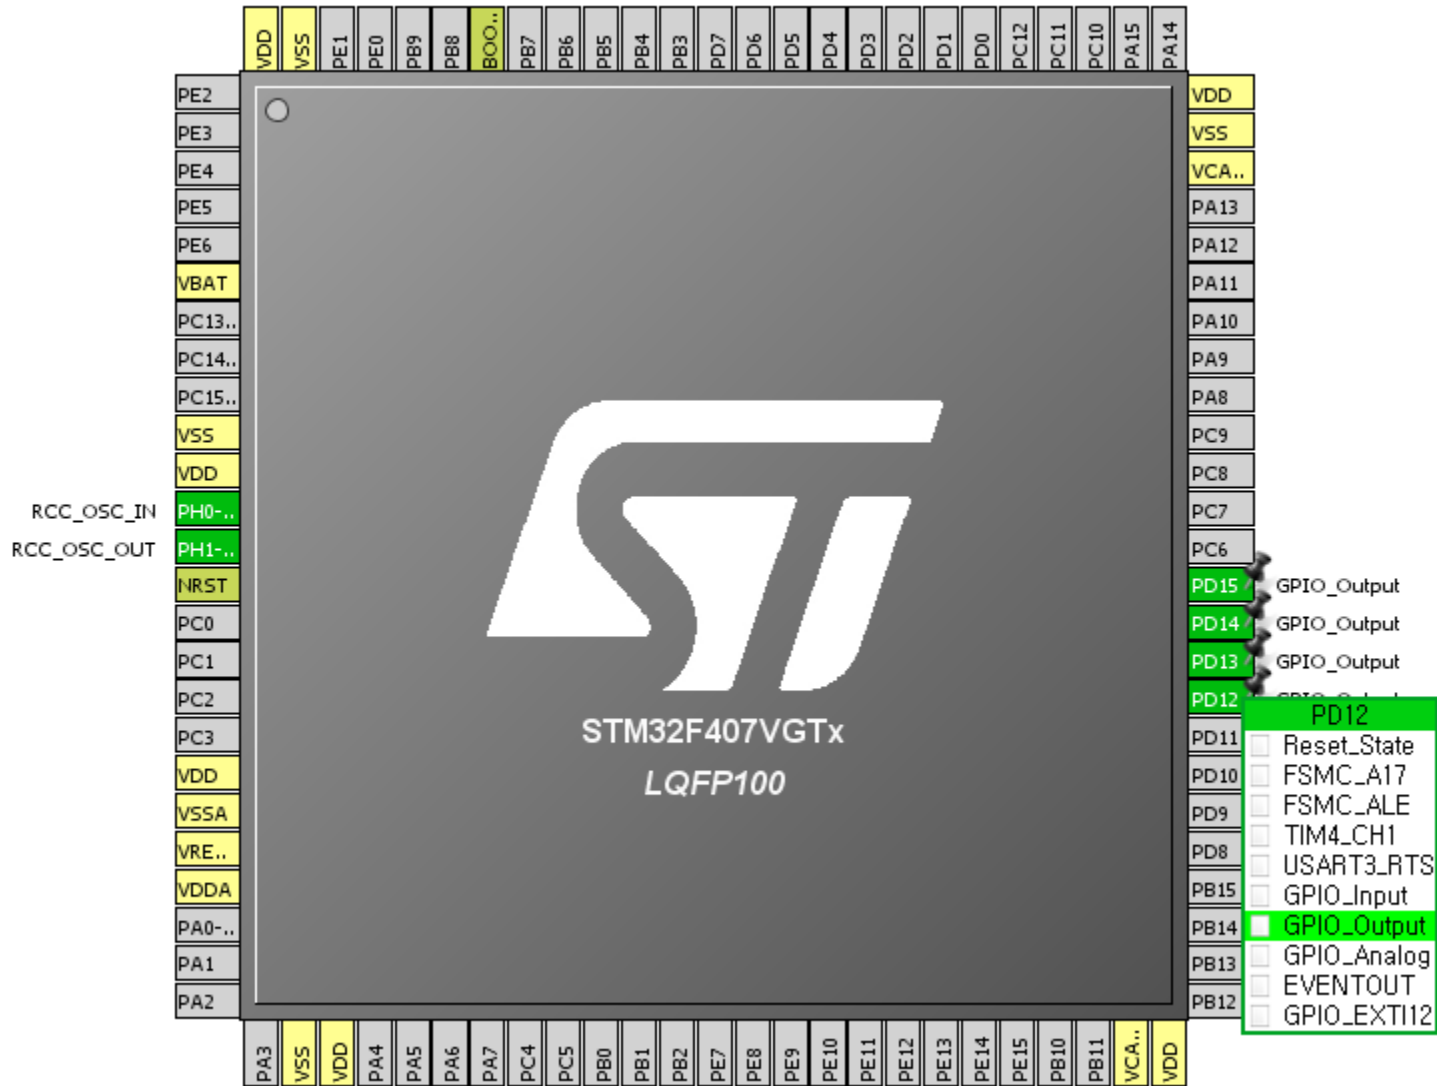 VDD
VSS
PE1
PE0
PB9
PB8
BOO..
PB7
PB6
PB5
PB4
PB3
PD7
PD6
PD5
PD4
PD3
PD2
PD1
PD0
PC12
PC11
PC10
PA15
PA14
PE2
PE3
PE4
PE5
PE6
VBAT
PC13..
PC14..
PC15..
VSS
VDD
RCC_OSC_IN PH0-..
RCC_OSC_OUT PH1-..
NRST
PC0
PC1
PC2
PC3
VDD
VSSA
VRE..
VDDA
PA0-..
PA1
PA2
STM32F407VGTx
LQFP100
VDD
VSS
VCA..
PA13
PA12
PA11
PA10
PA9
PA8
PC9
PC8
PC7
PC6
PD15 GPIO_Output
PD14 GPIO_Output
PD13 GPIO_Output
PD12 GPIO_Output
PD11
PD10
PD9
PD8
PB15
PB14
PB13
PB12
PD12
Reset_State
FSMC_A17
FSMC_ALE
TIM4_CH1
USART3_RTS
GPIO_Input
GPIO_Output
GPIO_Analog
EVENTOUT
GPIO_EXTI12
PA3
VSS
VDD
PA4
PA5
PA6
PA7
PC4
PC5
PB0
PB1
PB2
PE7
PE8
PE9
PE10
PE11
PE12
PE13
PE14
PE15
PB10
PB11
VCA..
VDD